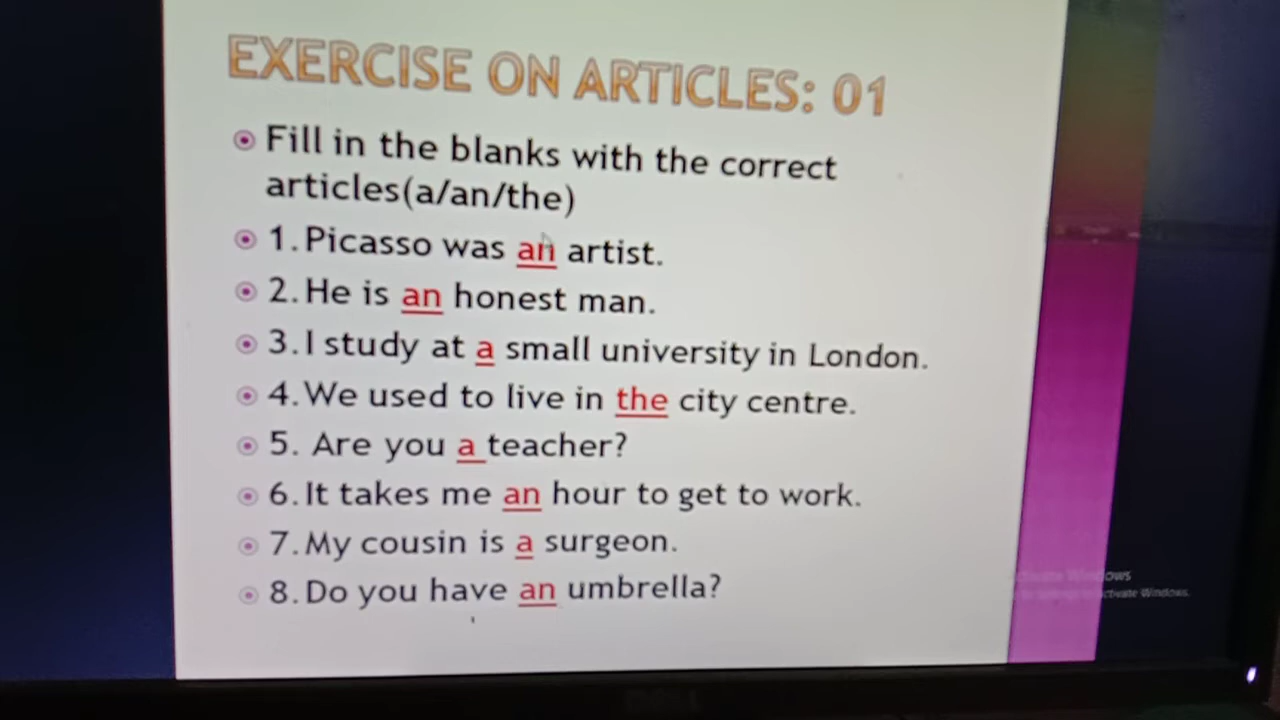 EXERCISE ON ARTICLES: 01
Fill in the blanks with the correct
articles(a/an/the)
1. Picasso was an artist.
2. He is an honest man.
3. I study at a small university in London.
4. We used to live in the city centre.
5. Are you a teacher?
6. It takes me an hour to get to work.
7. My cousin is a surgeon.
8. Do you have an umbrella?